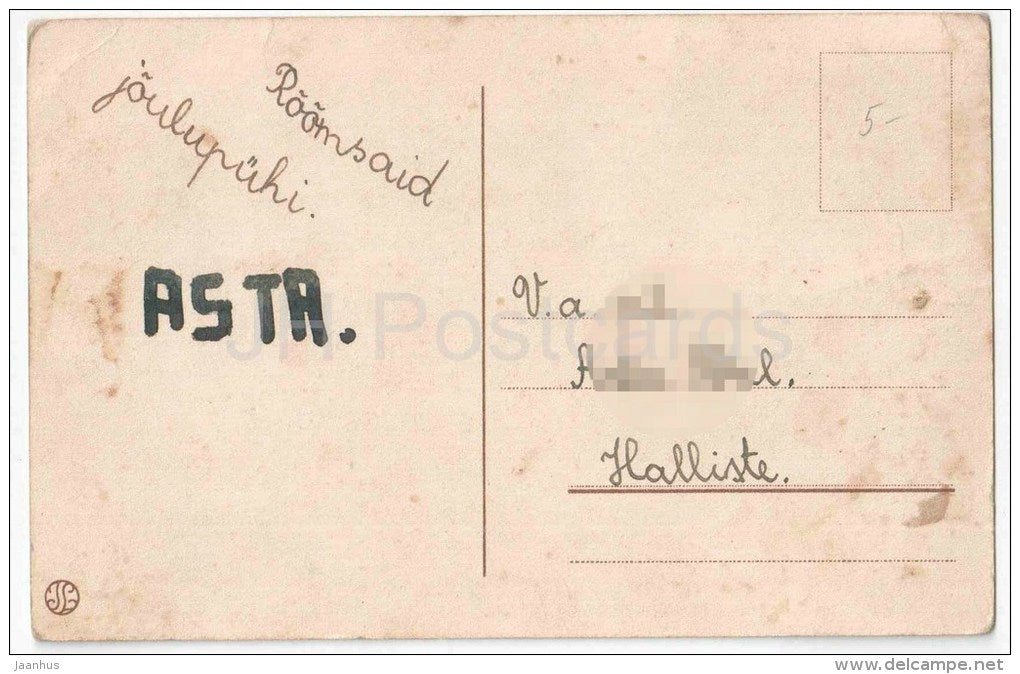 Rõõmsaid
jõulupühi.
ASTA.
5-
V. a.
Halliste.
JH Postcards
jaanhus
www.delcampe.net